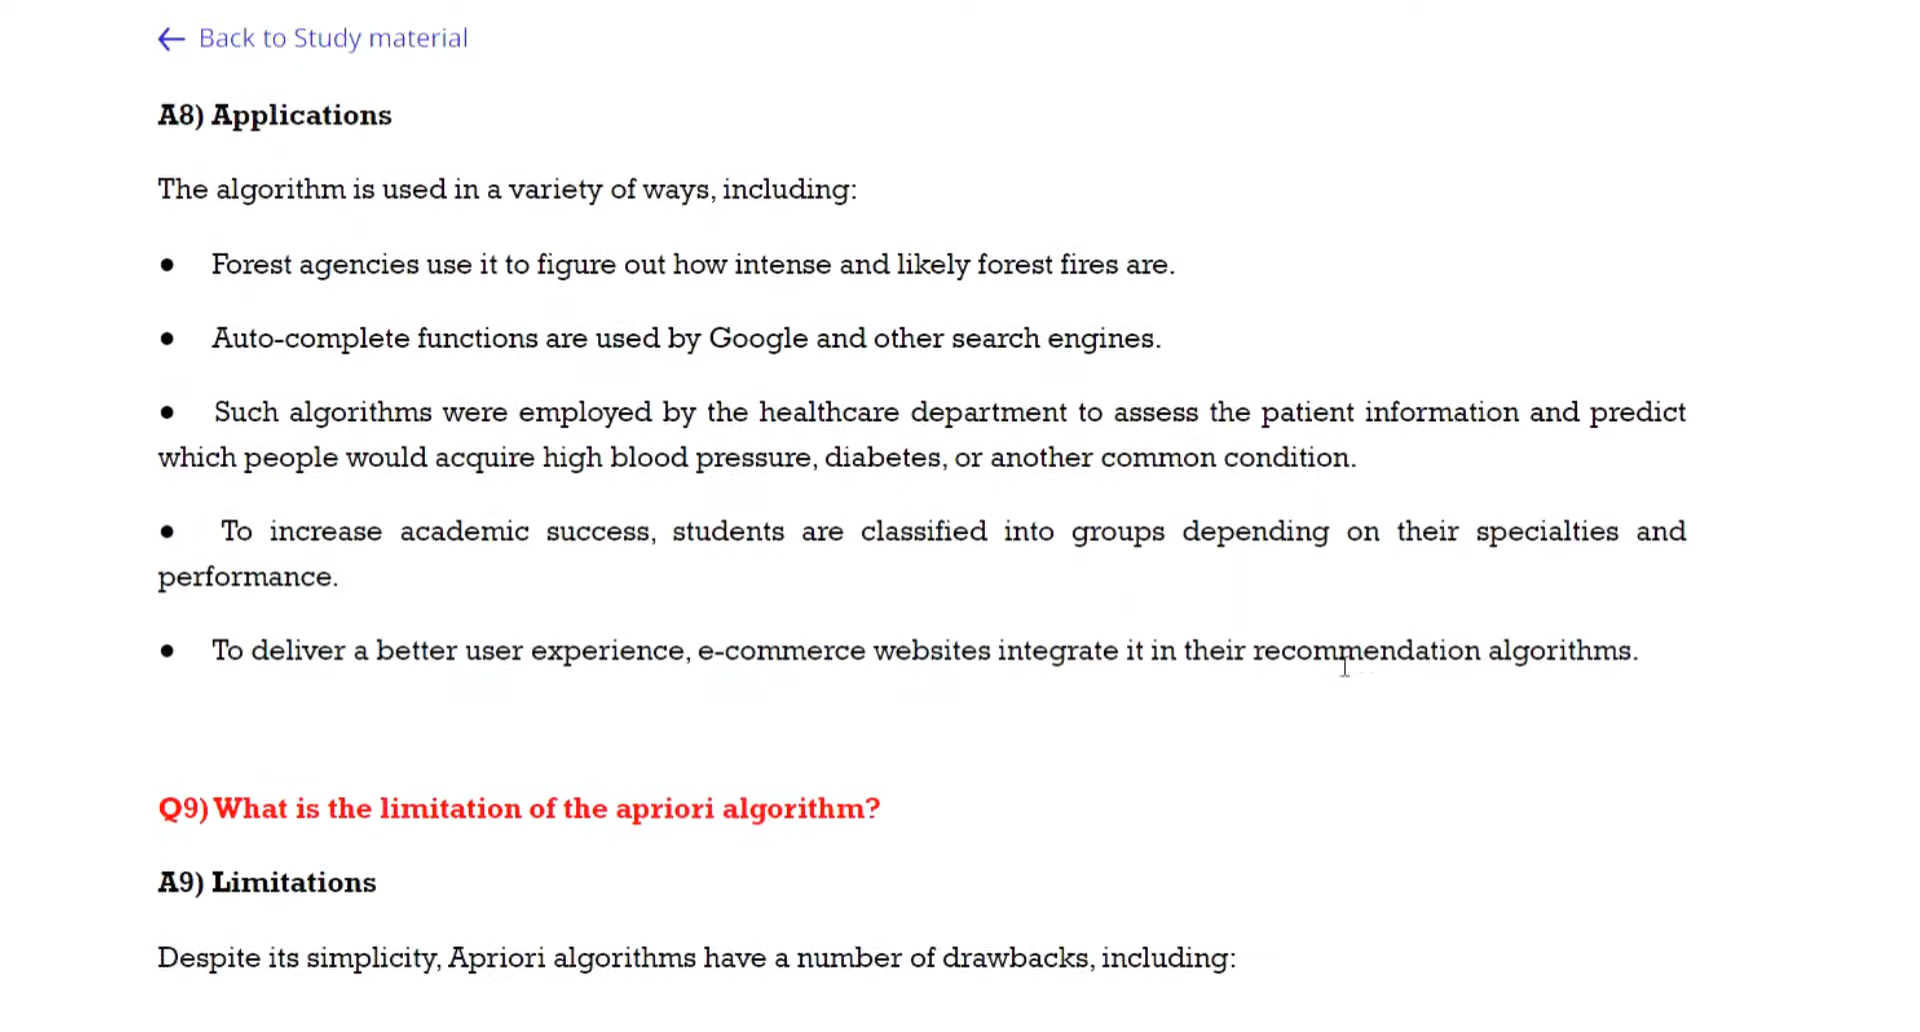 ← Back to Study material
A8) Applications
The algorithm is used in a variety of ways, including:
● Forest agencies use it to figure out how intense and likely forest fires are.
● Auto-complete functions are used by Google and other search engines.
● Such algorithms were employed by the healthcare department to assess the patient information and predict
which people would acquire high blood pressure, diabetes, or another common condition.
● To increase academic success, students are classified into groups depending on their specialties and
performance.
● To deliver a better user experience, e-commerce websites integrate it in their recommendation algorithms.
Q9) What is the limitation of the apriori algorithm?
A9) Limitations
Despite its simplicity, Apriori algorithms have a number of drawbacks, including: